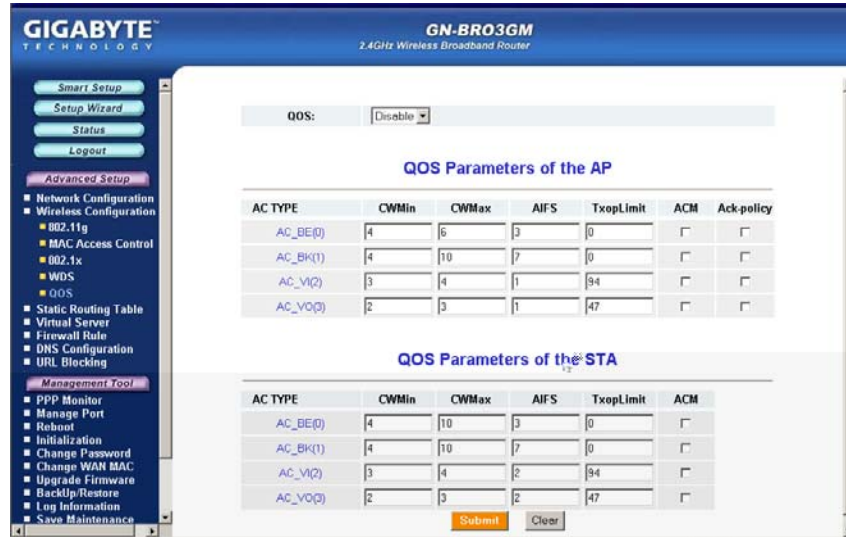 GIGABYTE™
TECHNOLOGY
GN-BRO3GM
2.4GHz Wireless Broadband Router
Smart Setup
Setup Wizard
Status
Logout
Advanced Setup
Network Configuration
Wireless Configuration
802.11g
MAC Access Control
802.1x
WDS
QOS
Static Routing Table
Virtual Server
Firewall Rule
DNS Configuration
URL Blocking
Management Tool
PPP Monitor
Manage Port
Reboot
Initialization
Change Password
Change WAN MAC
Upgrade Firmware
BackUp/Restore
Log Information
Save Maintenance
QOS: Disable
QOS Parameters of the AP
AC TYPE CWMin CWMax AIFS TxopLimit ACM Ack-policy
AC_BE(0) 4 6 3 0
AC_BK(1) 4 10 7 0
AC_VI(2) 3 4 1 94
AC_VO(3) 2 3 1 47
QOS Parameters of the STA
AC TYPE CWMin CWMax AIFS TxopLimit ACM
AC_BE(0) 4 10 3 0
AC_BK(1) 4 10 7 0
AC_VI(2) 3 4 2 94
AC_VO(3) 2 3 2 47
Submit Clear